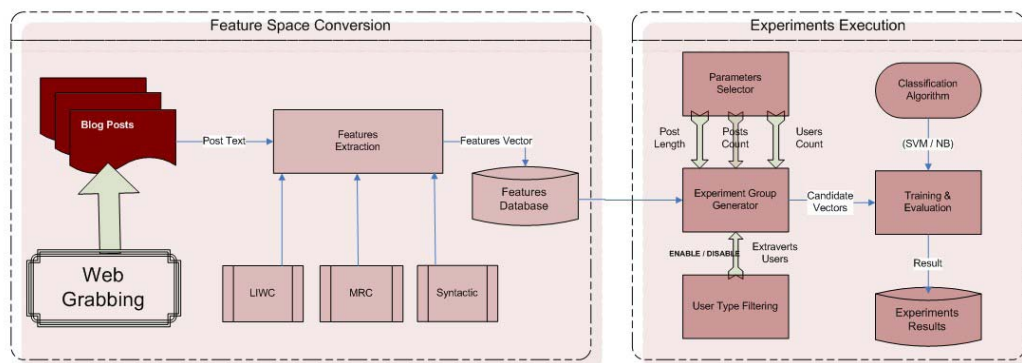 Feature Space Conversion
Blog Posts
Post Text
Features
Extraction
Features Vector
Features
Database
Web
Grabbing
LIWC
MRC
Syntactic
Experiments Execution
Parameters
Selector
Classification
Algorithm
Post
Length
Posts
Count
Users
Count
(SVM / NB)
Experiment Group
Generator
Candidate
Vectors
Training &
Evaluation
ENABLE / DISABLE
Extraverts
Users
Result
User Type Filtering
Experiments
Results